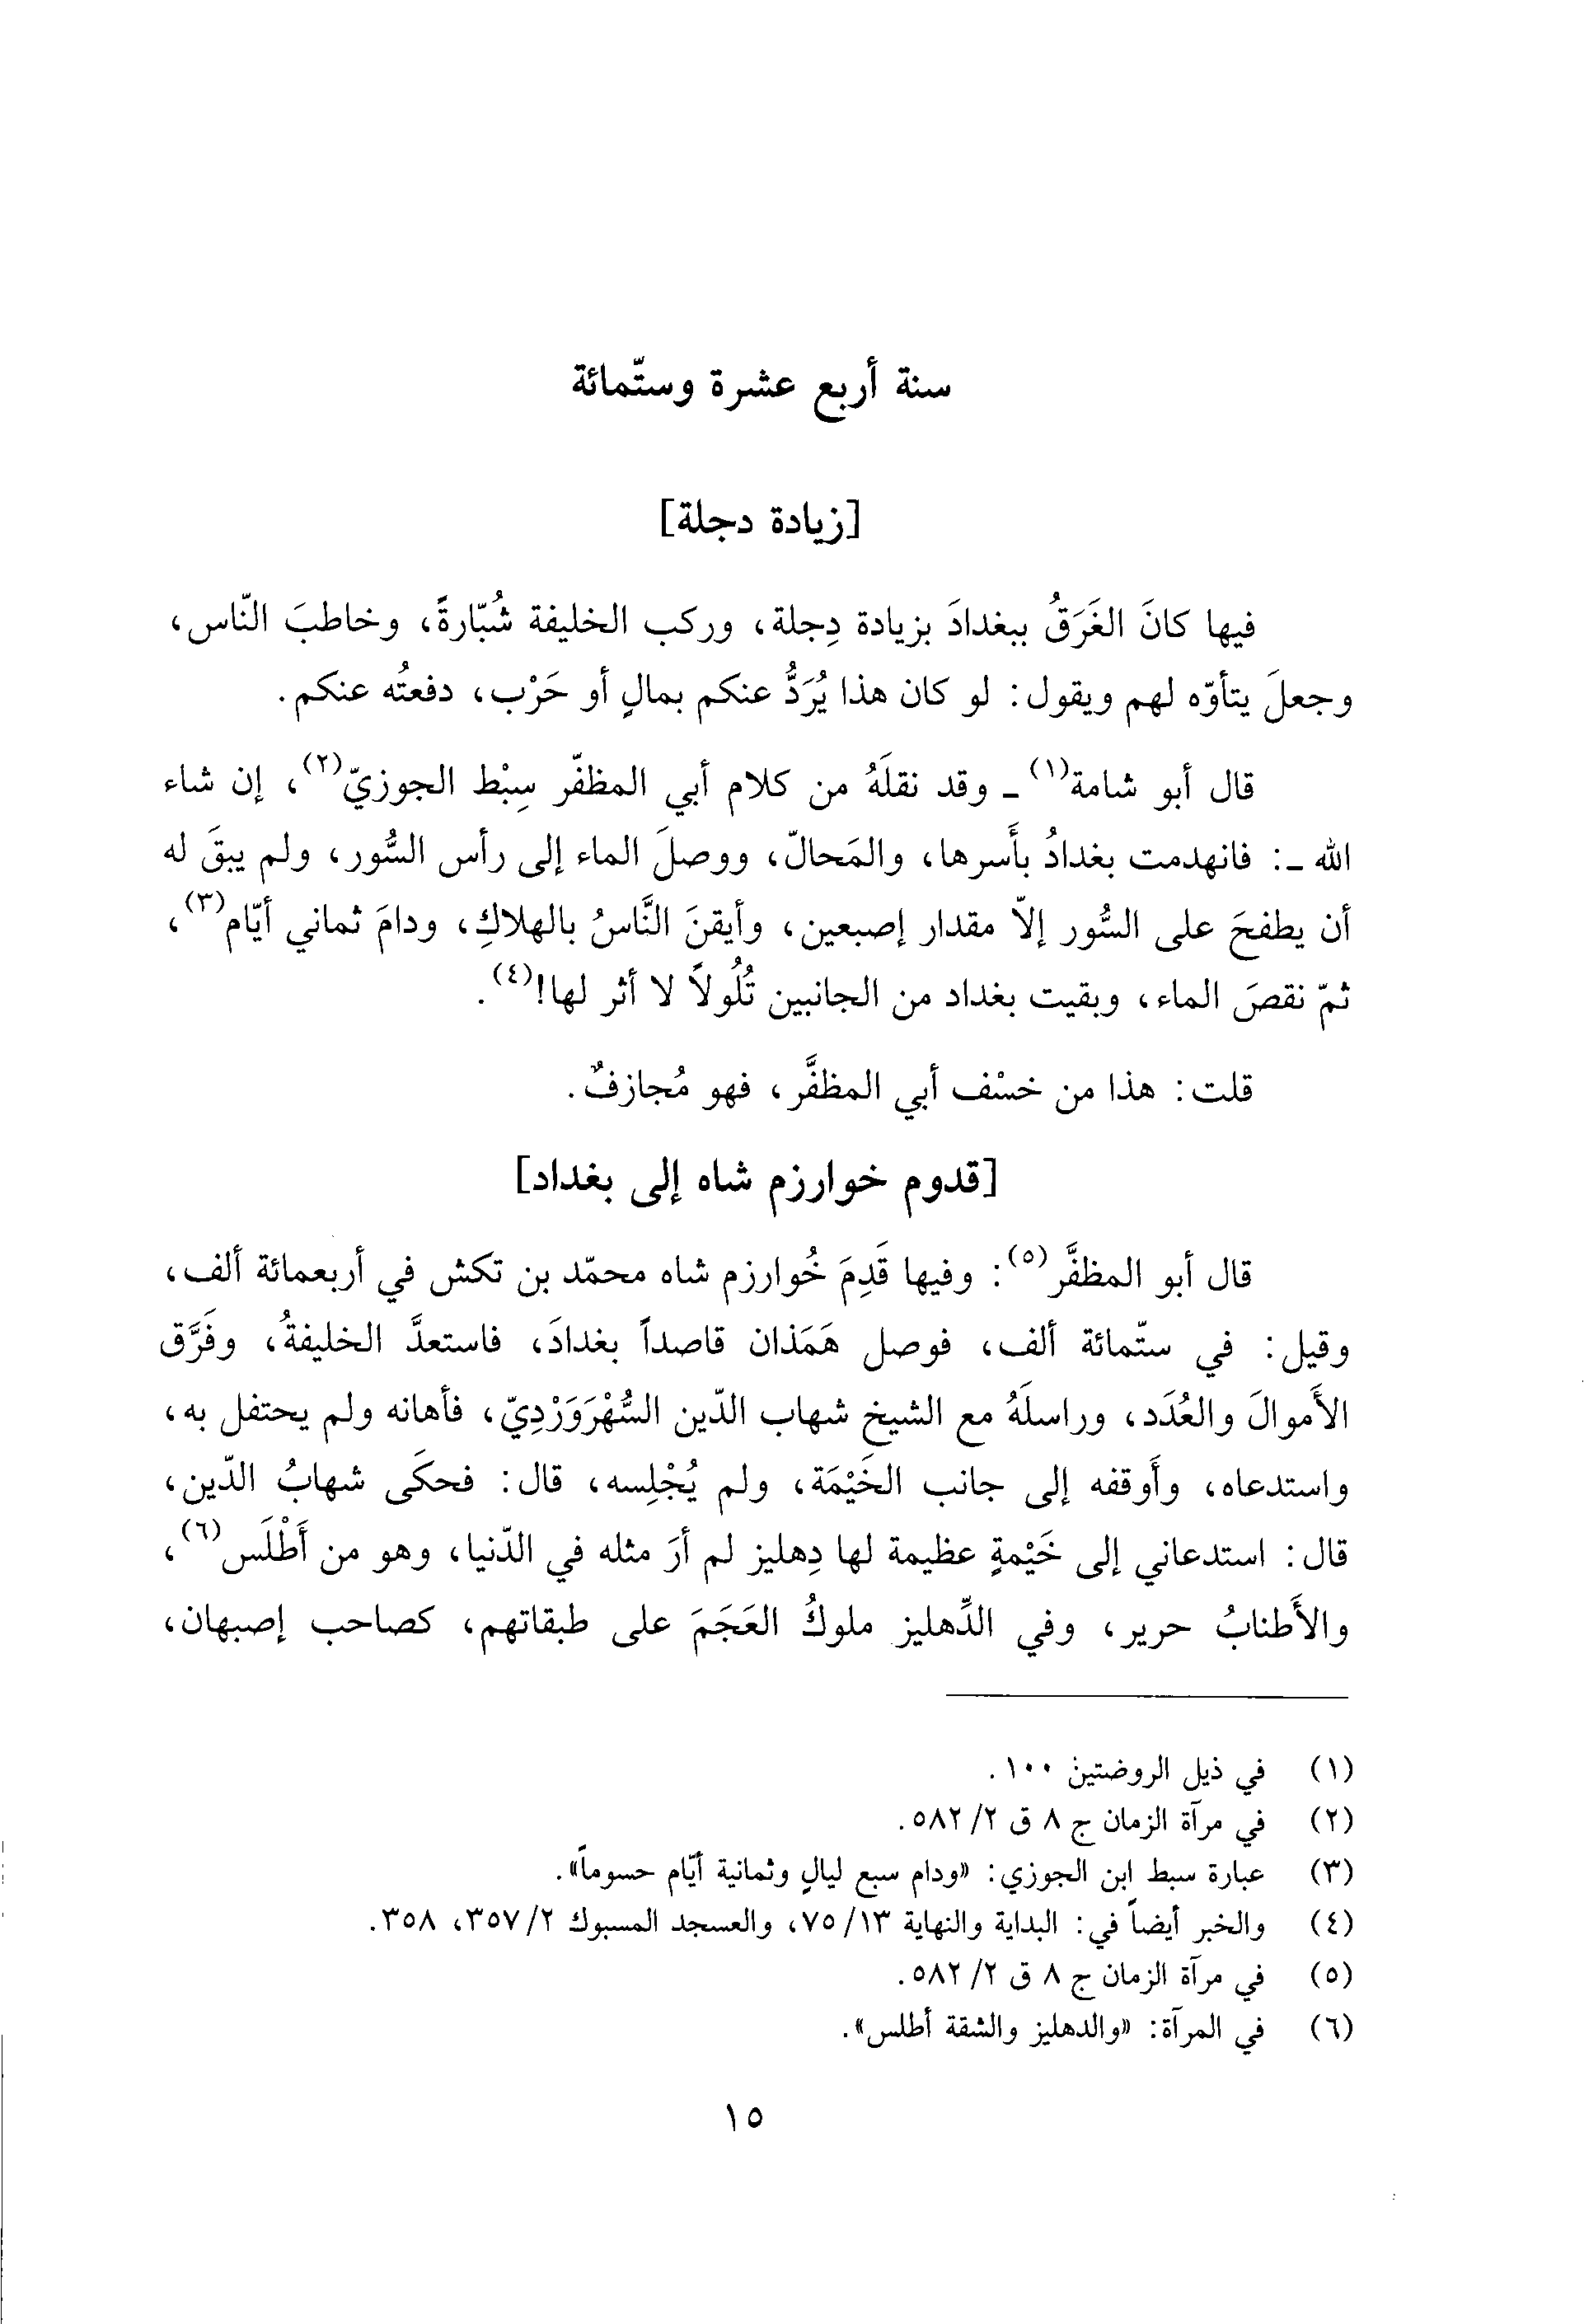 سنة أربع عشرة وستّمائة
[زيادة دجلة]
فيها كانَ الغَرَقُ ببغدادَ بزيادة دِجلة، وركب الخليفة شُبّارةً، وخاطبَ النّاس،
وجعلَ يتأوّه لهم ويقول: لو كان هذا يُرَدُّ عنكم بمالٍ أو حَرْب، دفعتُه عنكم.
قال أبو شامة(١) ـ وقد نقلَهُ من كلام أبي المظفّر سِبْط الجوزيّ(٢)، إن شاء
الله ـ: فانهدمت بغدادُ بأَسرها، والمَحالّ، ووصلَ الماء إلى رأس السُّور، ولم يبقَ له
أن يطفحَ على السُّور إلاّ مقدار إصبعين، وأيقنَ النَّاسُ بالهلاكِ، ودامَ ثماني أيّام(٣)،
ثمّ نقصَ الماء، وبقيت بغداد من الجانبين تُلُولاً لا أثر لها!(٤).
قلت: هذا من خسْف أبي المظفَّر، فهو مُجازفٌ.
[قدوم خوارزم شاه إلى بغداد]
قال أبو المظفَّر(٥): وفيها قَدِمَ خُوارزم شاه محمّد بن تكش في أربعمائة ألف،
وقيل: في ستّمائة ألف، فوصل هَمَذان قاصداً بغدادَ، فاستعدَّ الخليفةُ، وفَرَّق
الأَموالَ والعُدَد، وراسلَهُ مع الشيخ شهاب الدّين السُّهْرَوَرْدِيّ، فأهانه ولم يحتفل به،
واستدعاه، وأَوقفه إلى جانب الخَيْمَة، ولم يُجْلِسه، قال: فحكَى شهابُ الدّين،
قال: استدعاني إلى خَيْمةٍ عظيمة لها دِهليز لم أرَ مثله في الدّنيا، وهو من أَطْلَس(٦)،
والأَطنابُ حرير، وفي الدِّهليز ملوكُ العَجَمَ على طبقاتهم، كصاحب إصبهان،
(١) في ذيل الروضتين ١٠٠.
(٢) في مرآة الزمان ج ٨ ق ٢/ ٥٨٢.
(٣) عبارة سبط ابن الجوزي: «ودام سبع ليالٍ وثمانية أيّام حسوماً».
(٤) والخبر أيضاً في: البداية والنهاية ١٣/ ٧٥، والعسجد المسبوك ٢/ ٣٥٧، ٣٥٨.
(٥) في مرآة الزمان ج ٨ ق ٢/ ٥٨٢.
(٦) في المرآة: «والدهليز والشقة أطلس».
١٥